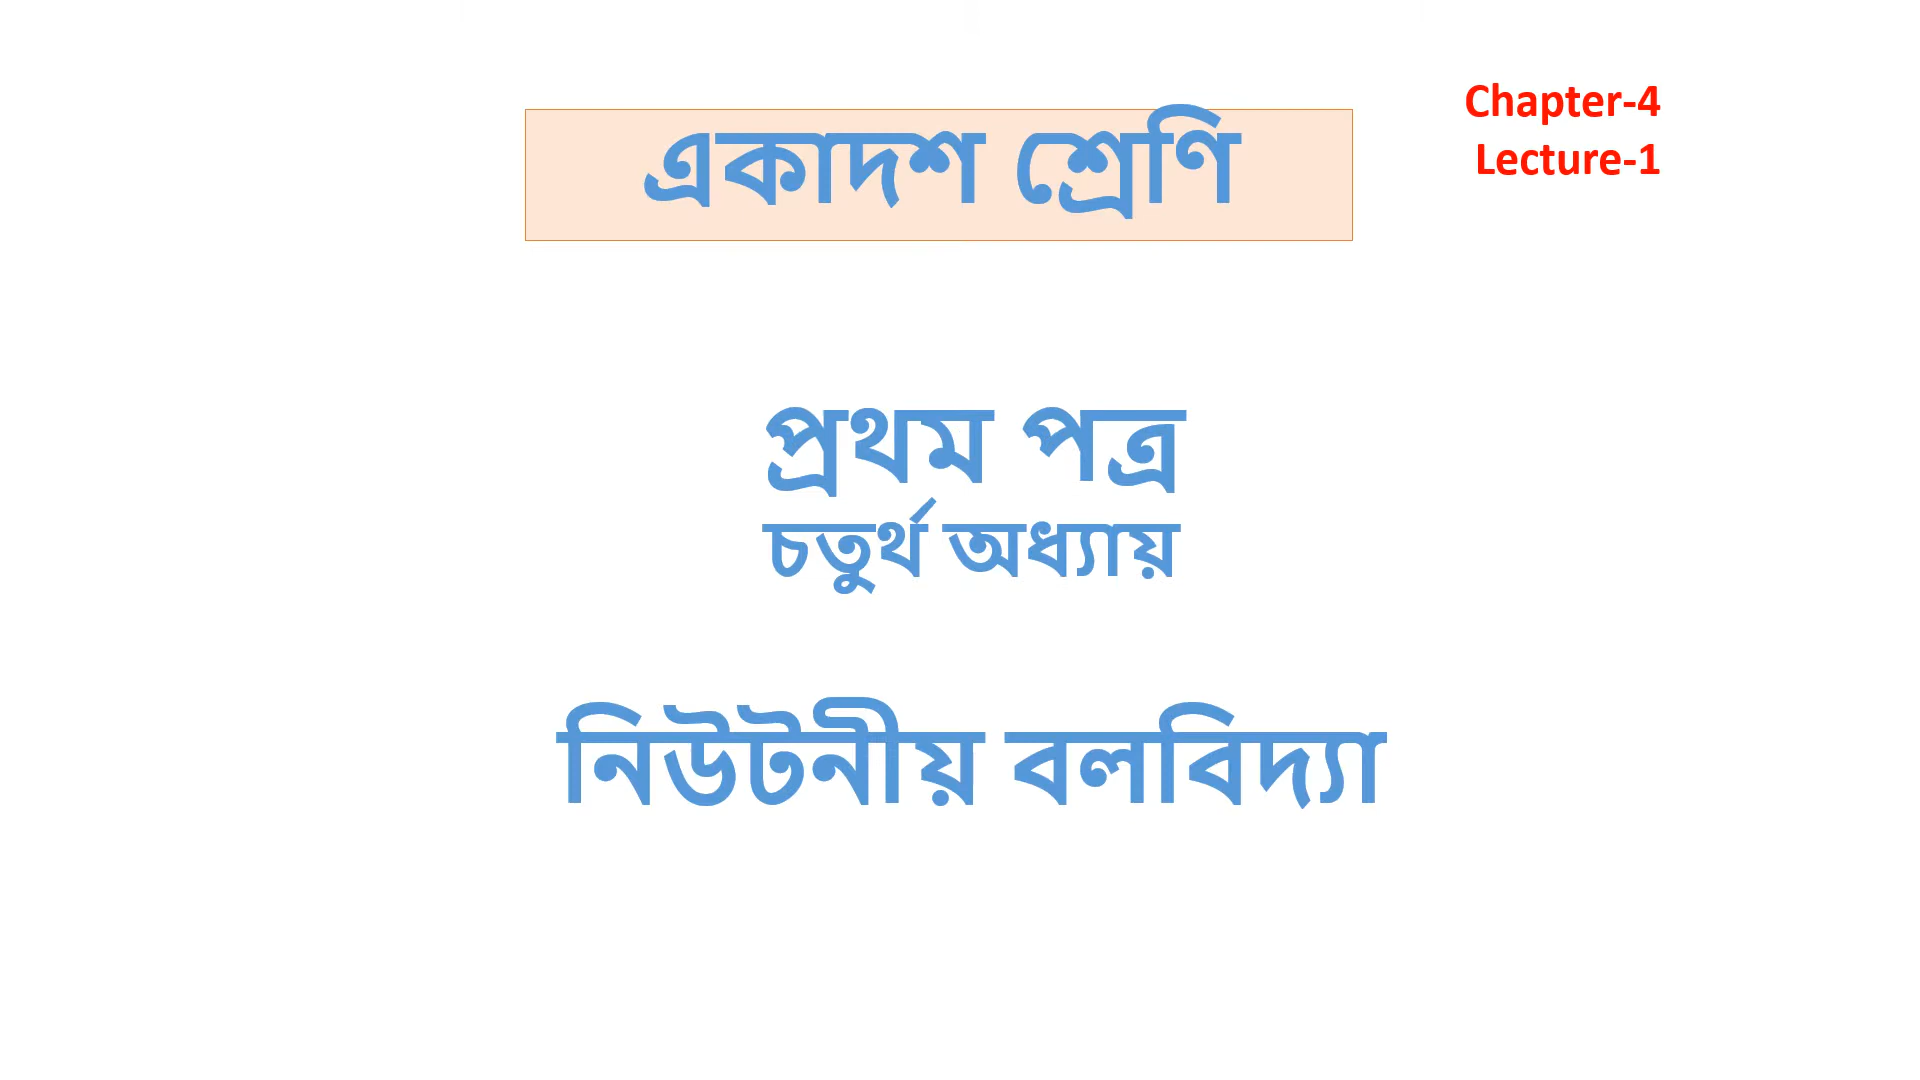 একাদশ শ্রেণি
Chapter-4
Lecture-1
প্রথম পত্র
চতুর্থ অধ্যায়
নিউটনীয় বলবিদ্যা